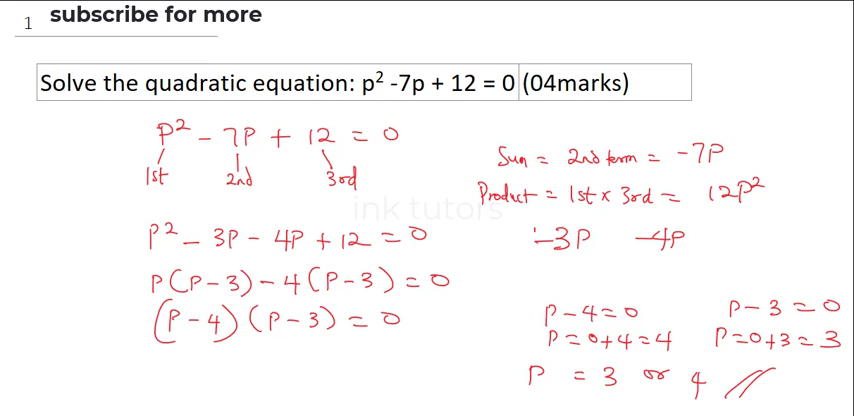 1
subscribe for more
Solve the quadratic equation: p² -7p + 12 = 0 (04marks)
P² - 7P + 12 = 0
1st 2nd 3rd
P² - 3P - 4P + 12 = 0
P(P - 3) - 4(P - 3) = 0
(P - 4)(P - 3) = 0
Sum = 2nd term = -7P
Product = 1st x 3rd = 12P²
ink tutors
-3P -4P
P - 4 = 0
P = 0 + 4 = 4
P - 3 = 0
P = 0 + 3 = 3
P = 3 or 4 //